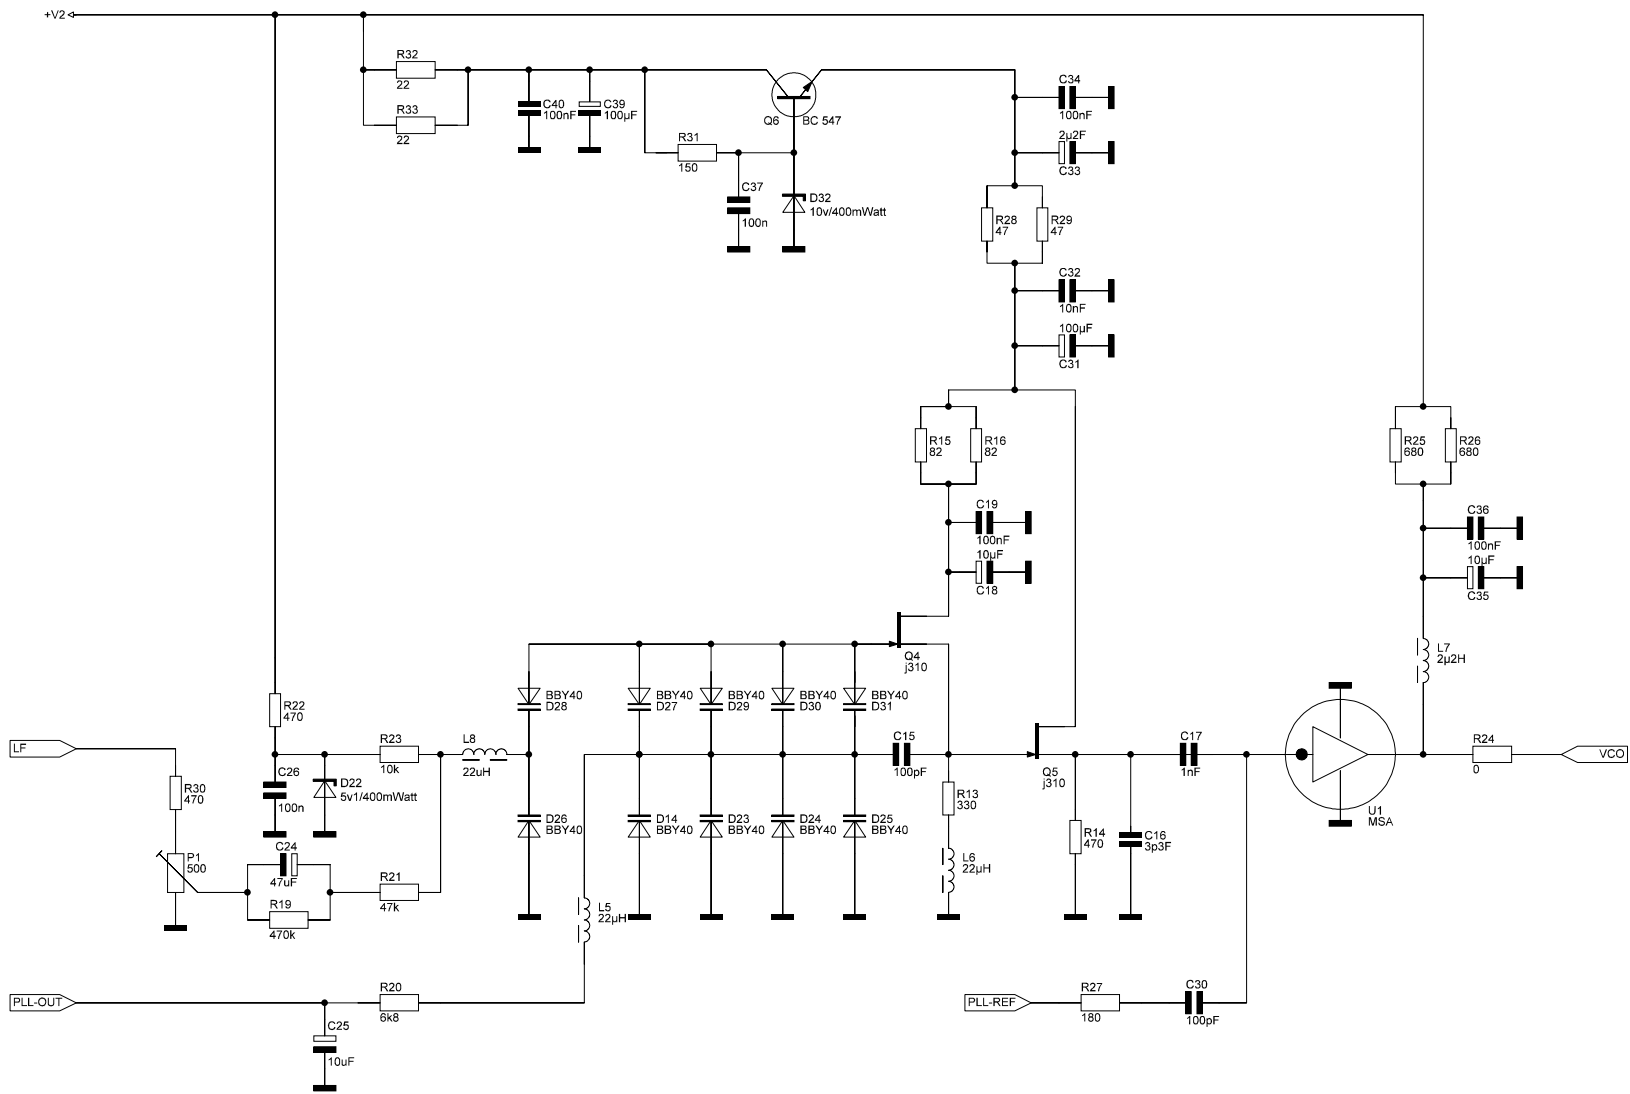 +V2
R32
22
R33
22
C40
100nF
C39
100µF
Q6
BC 547
R31
150
C37
100n
D32
10v/400mWatt
C34
100nF
2µ2F
C33
R28
47
R29
47
C32
10nF
100µF
C31
R15
82
R16
82
C19
100nF
10µF
C18
R25
680
R26
680
C36
100nF
10µF
C35
L7
2µ2H
Q4
j310
BBY40
D28
BBY40
D27
BBY40
D29
BBY40
D30
BBY40
D31
R22
470
LF
R30
470
R23
10k
L8
22uH
C26
100n
D22
5v1/400mWatt
C15
100pF
Q5
j310
C17
1nF
U1
MSA
R24
0
VCO
D26
BBY40
D14
BBY40
D23
BBY40
D24
BBY40
D25
BBY40
R13
330
L6
22µH
R14
470
C16
3p3F
P1
500
C24
47uF
R19
470k
R21
47k
L5
22µH
PLL-OUT
R20
6k8
C25
10uF
PLL-REF
R27
180
C30
100pF